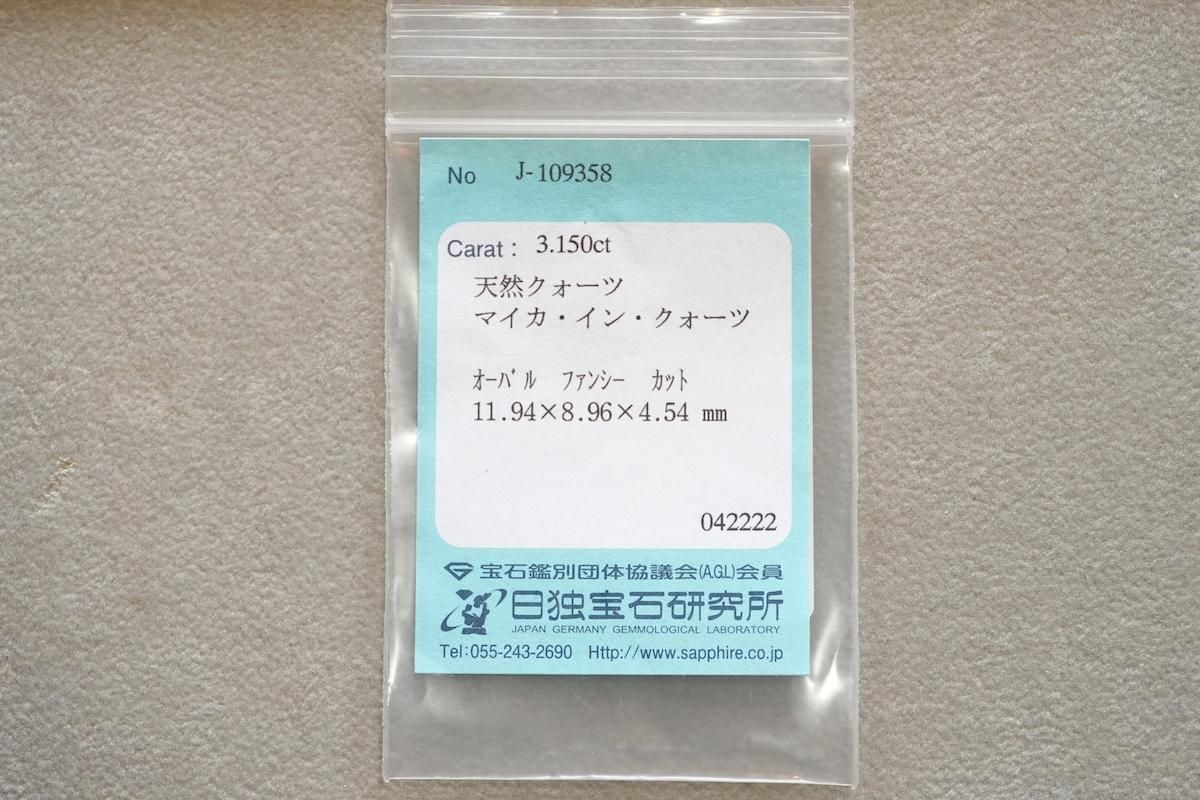 No J-109358
Carat： 3.150ct
天然クォーツ
マイカ・イン・クォーツ
ｵｰﾊﾞﾙ ﾌｧﾝｼｰ ｶｯﾄ
11.94×8.96×4.54 mm
042222
宝石鑑別団体協議会(A.G.L)会員
日独宝石研究所
JAPAN GERMANY GEMMOLOGICAL LABORATORY
Tel：055-243-2690 Http://www.sapphire.co.jp